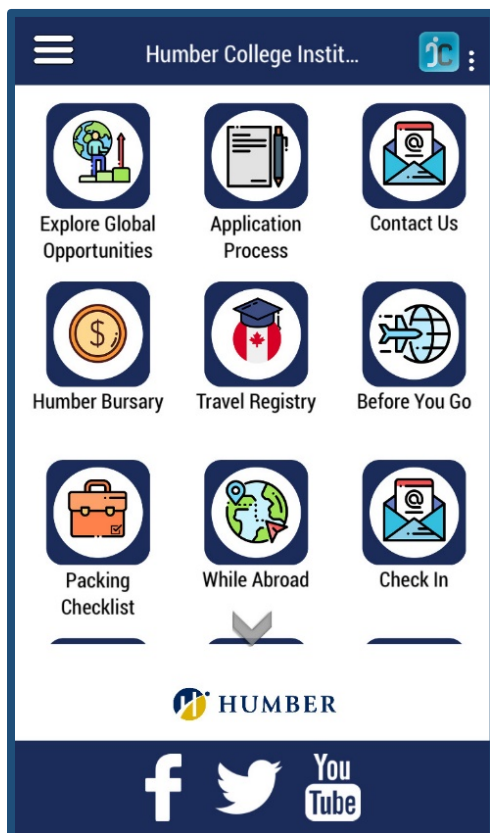 Humber College Instit...
jc
Explore Global
Opportunities
Application
Process
Contact Us
Humber Bursary
Travel Registry
Before You Go
Packing
Checklist
While Abroad
Check In
H HUMBER
You
Tube